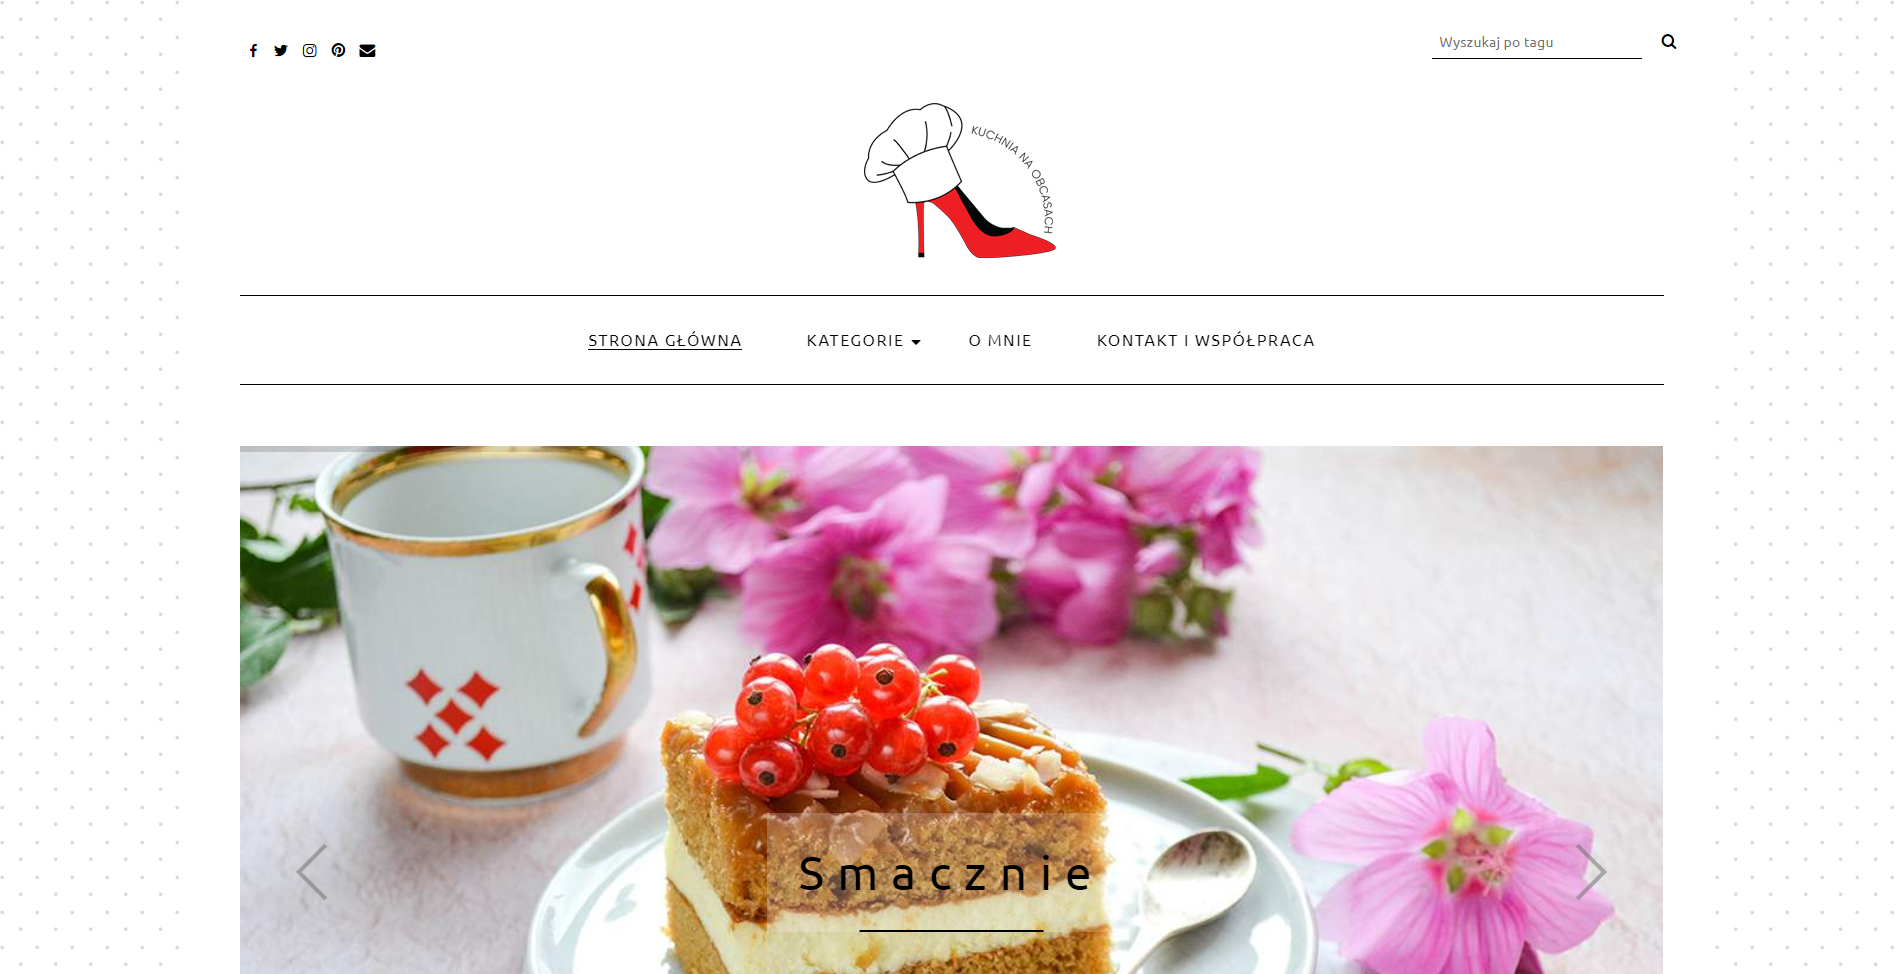 Wyszukaj po tagu
KUCHNIA NA OBCASACH
STRONA GŁÓWNA
KATEGORIE
O MNIE
KONTAKT I WSPÓŁPRACA
Smacznie